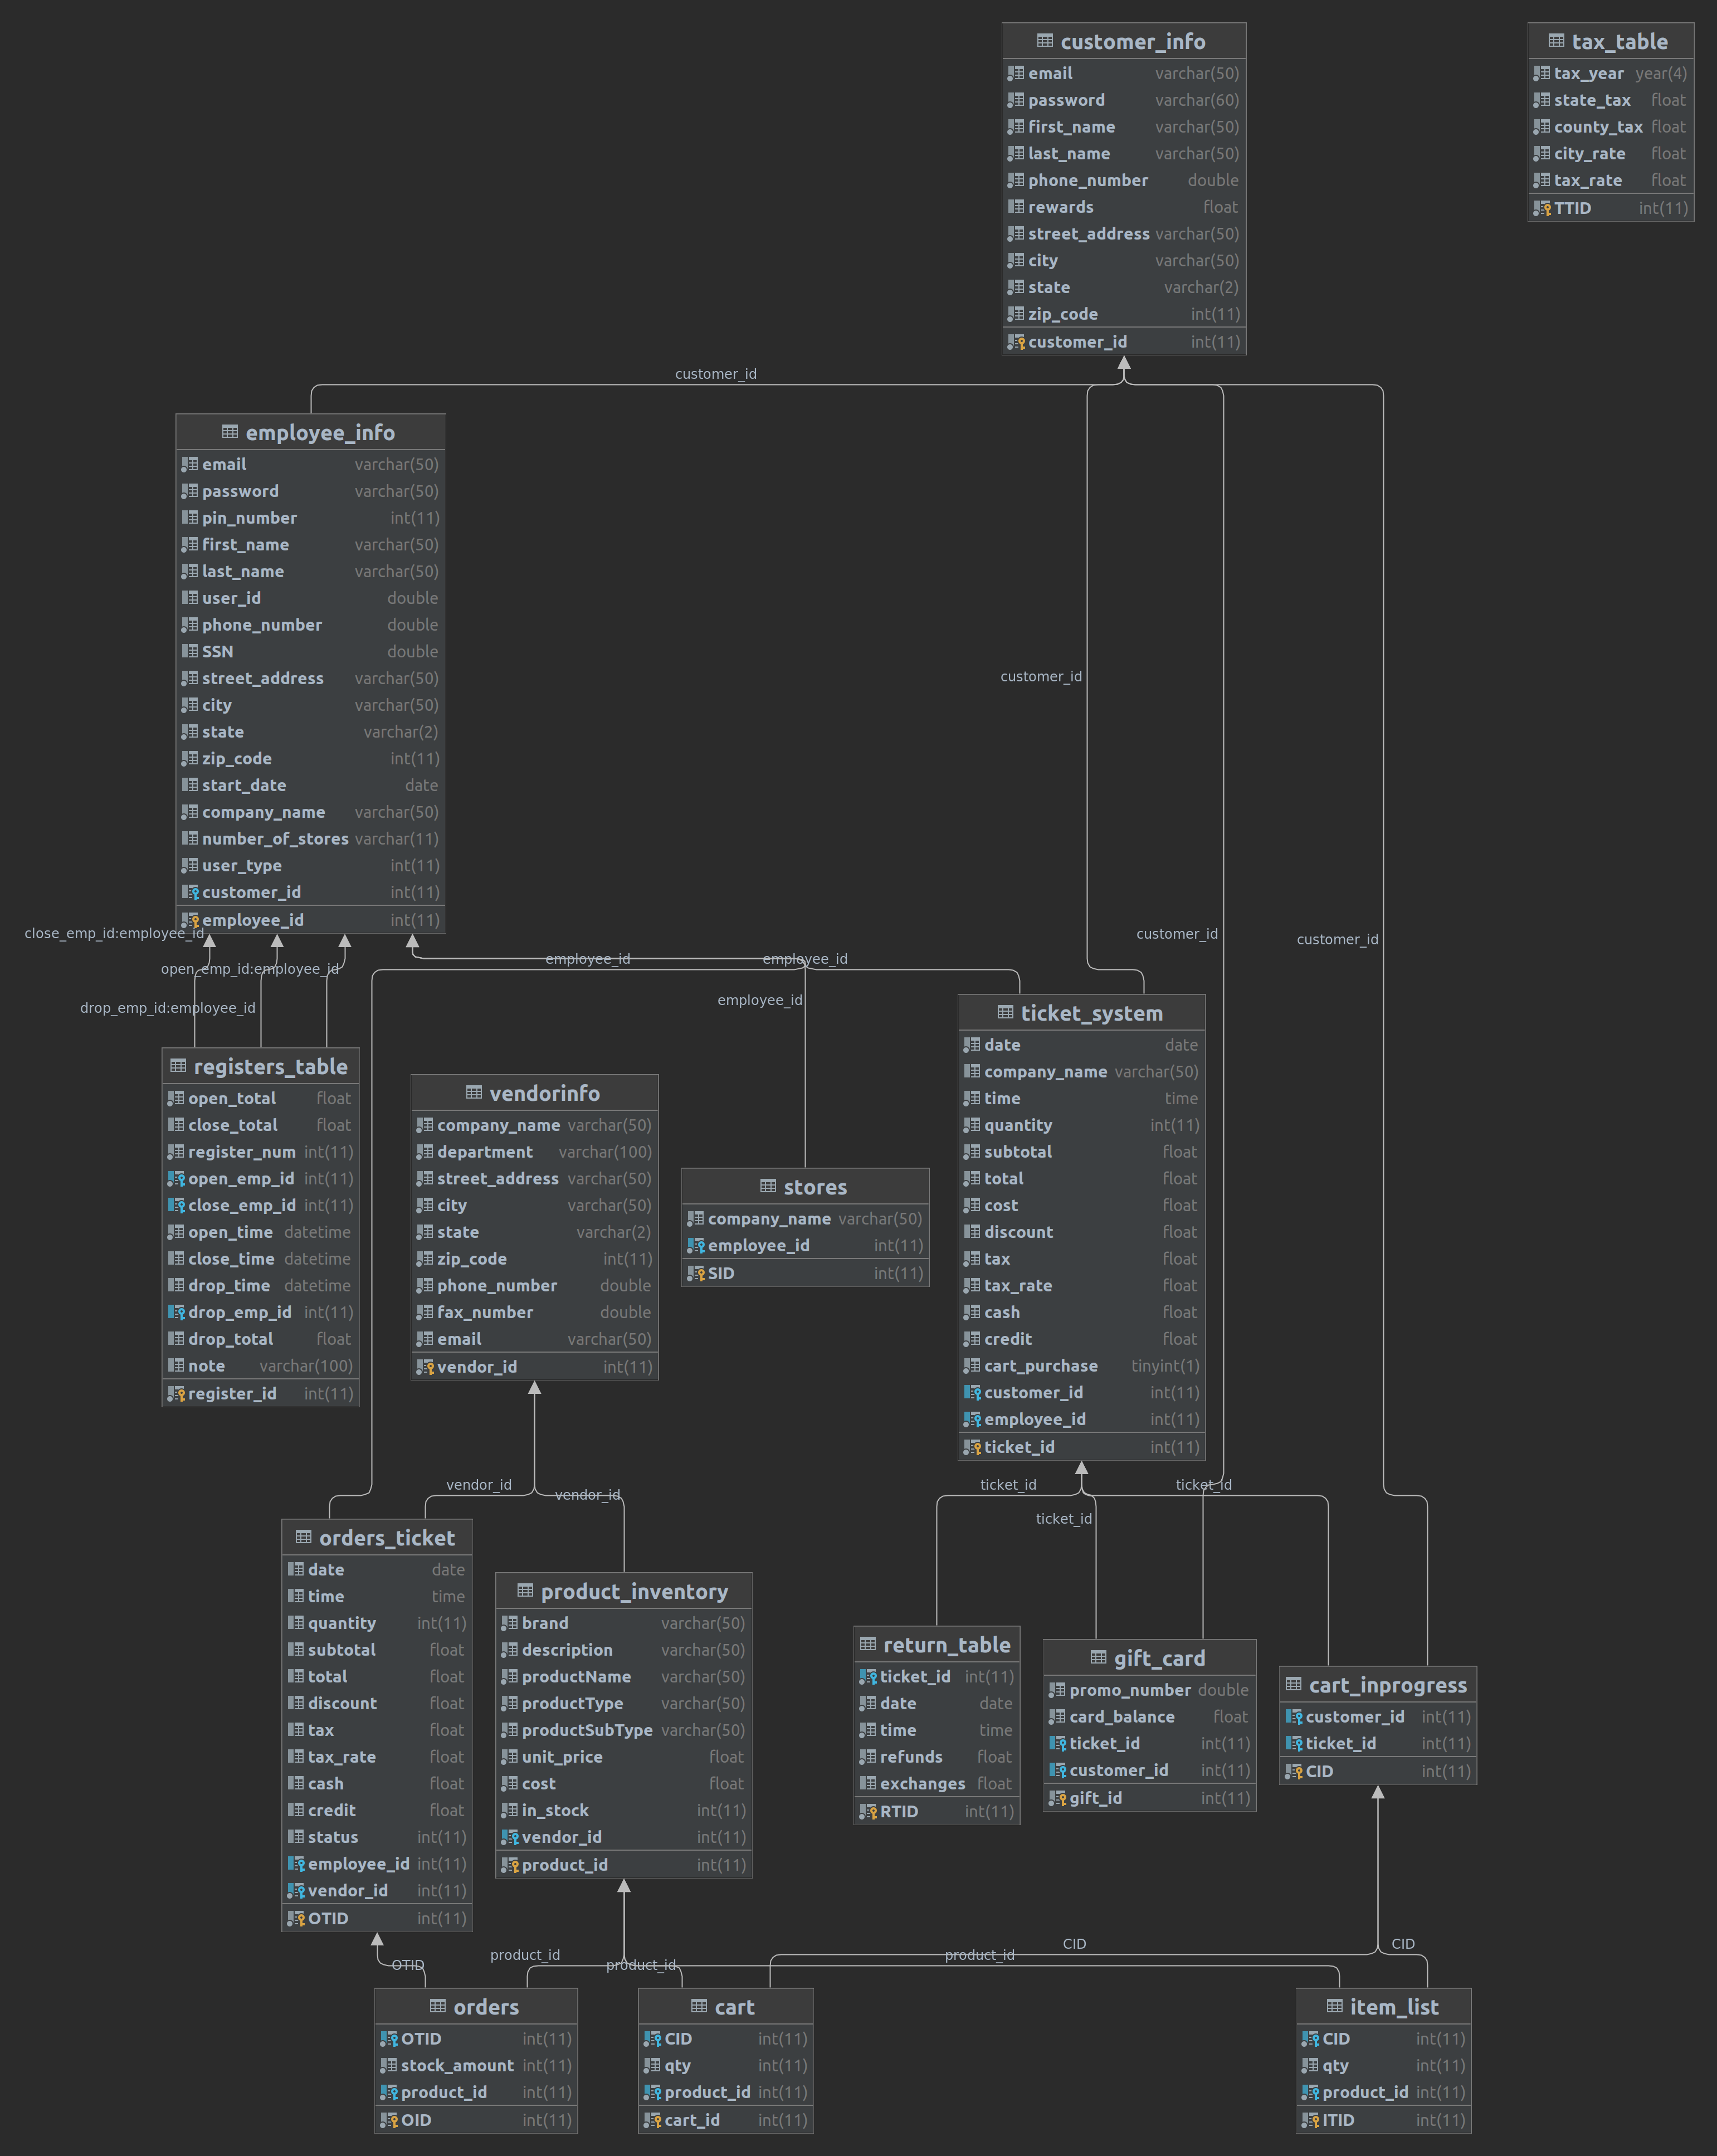 customer_info
email varchar(50)
password varchar(60)
first_name varchar(50)
last_name varchar(50)
phone_number double
rewards float
street_address varchar(50)
city varchar(50)
state varchar(2)
zip_code int(11)
customer_id int(11)
tax_table
tax_year year(4)
state_tax float
county_tax float
city_rate float
tax_rate float
TTID int(11)
customer_id
employee_info
email varchar(50)
password varchar(50)
pin_number int(11)
first_name varchar(50)
last_name varchar(50)
user_id double
phone_number double
SSN double
street_address varchar(50)
city varchar(50)
state varchar(2)
zip_code int(11)
start_date date
company_name varchar(50)
number_of_stores varchar(11)
user_type int(11)
customer_id int(11)
employee_id int(11)
customer_id
customer_id
customer_id
close_emp_id:employee_id
open_emp_id:employee_id
drop_emp_id:employee_id
employee_id
employee_id
employee_id
registers_table
open_total float
close_total float
register_num int(11)
open_emp_id int(11)
close_emp_id int(11)
open_time datetime
close_time datetime
drop_time datetime
drop_emp_id int(11)
drop_total float
note varchar(100)
register_id int(11)
vendorinfo
company_name varchar(50)
department varchar(100)
street_address varchar(50)
city varchar(50)
state varchar(2)
zip_code int(11)
phone_number double
fax_number double
email varchar(50)
vendor_id int(11)
stores
company_name varchar(50)
employee_id int(11)
SID int(11)
ticket_system
date date
company_name varchar(50)
time time
quantity int(11)
subtotal float
total float
cost float
discount float
tax float
tax_rate float
cash float
credit float
cart_purchase tinyint(1)
customer_id int(11)
employee_id int(11)
ticket_id int(11)
vendor_id
vendor_id
ticket_id
ticket_id
ticket_id
orders_ticket
date date
time time
quantity int(11)
subtotal float
total float
discount float
tax float
tax_rate float
cash float
credit float
status int(11)
employee_id int(11)
vendor_id int(11)
OTID int(11)
product_inventory
brand varchar(50)
description varchar(50)
productName varchar(50)
productType varchar(50)
productSubType varchar(50)
unit_price float
cost float
in_stock int(11)
vendor_id int(11)
product_id int(11)
return_table
ticket_id int(11)
date date
time time
refunds float
exchanges float
RTID int(11)
gift_card
promo_number double
card_balance float
ticket_id int(11)
customer_id int(11)
gift_id int(11)
cart_inprogress
customer_id int(11)
ticket_id int(11)
CID int(11)
OTID
product_id
product_id
product_id
CID
CID
orders
OTID int(11)
stock_amount int(11)
product_id int(11)
OID int(11)
cart
CID int(11)
qty int(11)
product_id int(11)
cart_id int(11)
item_list
CID int(11)
qty int(11)
product_id int(11)
ITID int(11)